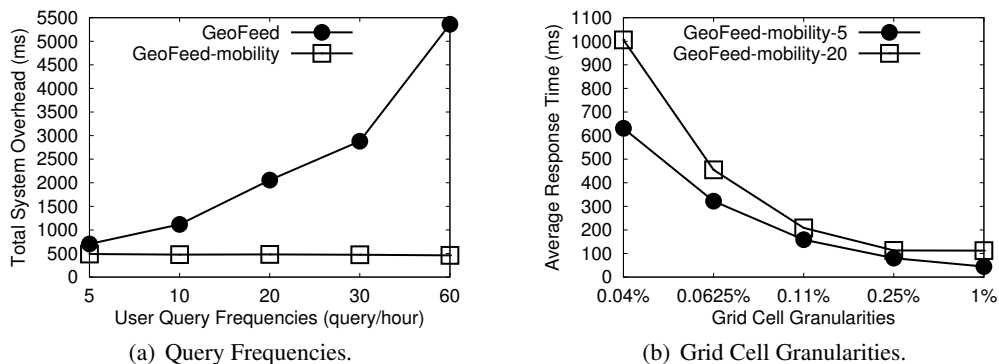 5500
5000
4500
4000
3500
3000
2500
2000
1500
1000
500
0
Total System Overhead (ms)
GeoFeed
GeoFeed-mobility
5 10 20 30 60
User Query Frequencies (query/hour)
(a) Query Frequencies.
1100
1000
900
800
700
600
500
400
300
200
100
0
Average Response Time (ms)
GeoFeed-mobility-5
GeoFeed-mobility-20
0.04% 0.0625% 0.11% 0.25% 1%
Grid Cell Granularities
(b) Grid Cell Granularities.